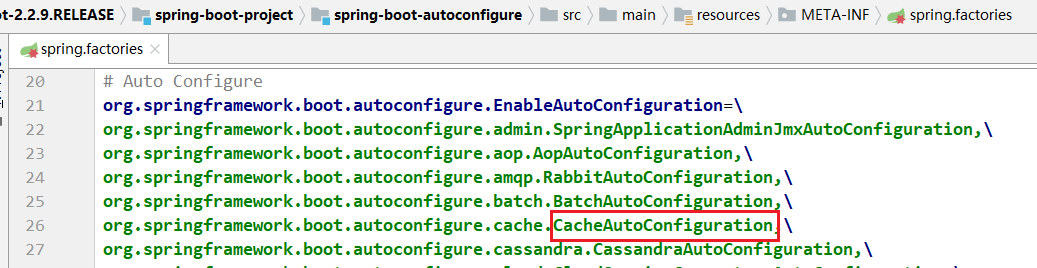 t-2.2.9.RELEASE spring-boot-project spring-boot-autoconfigure src main resources META-INF spring.factories
spring.factories
20 # Auto Configure
21 org.springframework.boot.autoconfigure.EnableAutoConfiguration=\
22 org.springframework.boot.autoconfigure.admin.SpringApplicationAdminJmxAutoConfiguration,\
23 org.springframework.boot.autoconfigure.aop.AopAutoConfiguration,\
24 org.springframework.boot.autoconfigure.amqp.RabbitAutoConfiguration,\
25 org.springframework.boot.autoconfigure.batch.BatchAutoConfiguration,\
26 org.springframework.boot.autoconfigure.cache.CacheAutoConfiguration,\
27 org.springframework.boot.autoconfigure.cassandra.CassandraAutoConfiguration,\